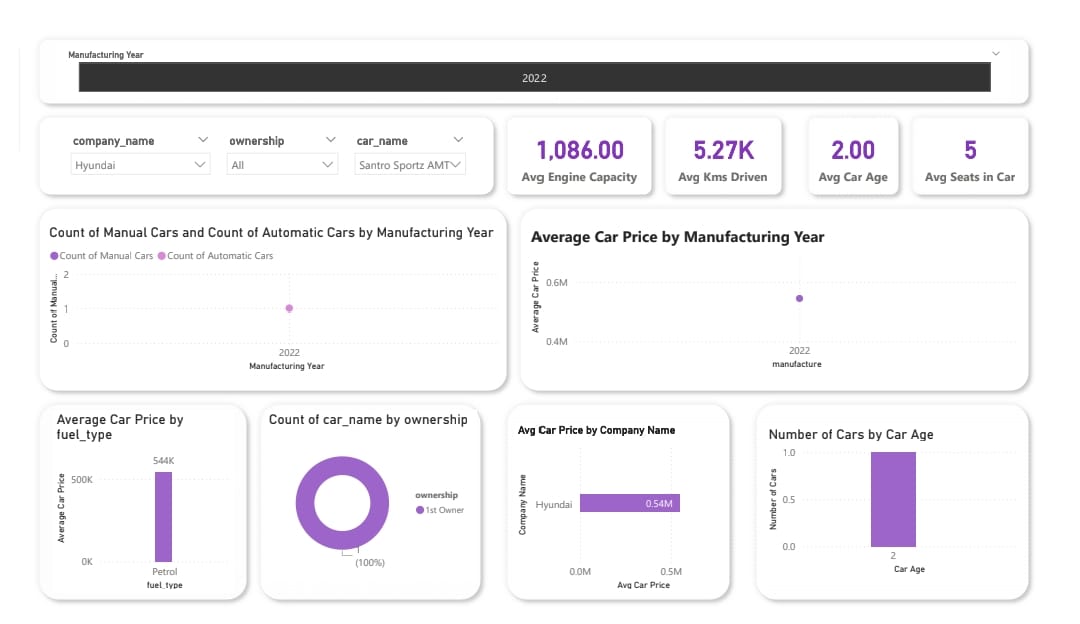 Manufacturing Year
2022
company_name
Hyundai
ownership
All
car_name
Santro Sportz AMT
1,086.00
Avg Engine Capacity
5.27K
Avg Kms Driven
2.00
Avg Car Age
5
Avg Seats in Car
Count of Manual Cars and Count of Automatic Cars by Manufacturing Year
Count of Manual Cars Count of Automatic Cars
Count of Manual...
2
1
0
2022
Manufacturing Year
Average Car Price by Manufacturing Year
Average Car Price
0.6M
0.4M
2022
manufacture
Average Car Price by
fuel_type
Average Car Price
544K
500K
0K
Petrol
fuel_type
Count of car_name by ownership
(100%)
ownership
1st Owner
Avg Car Price by Company Name
Company Name
Hyundai
0.54M
0.0M 0.5M
Avg Car Price
Number of Cars by Car Age
Number of Cars
1.0
0.5
0.0
2
Car Age